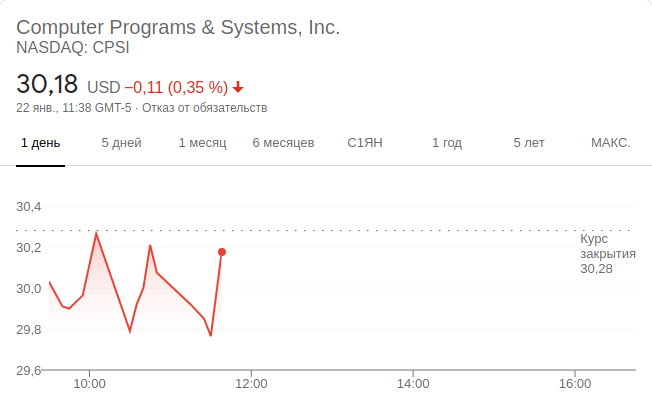 Computer Programs & Systems, Inc.
NASDAQ: CPSI
30,18 USD −0,11 (0,35 %)
22 янв., 11:38 GMT-5 · Отказ от обязательств
1 день 5 дней 1 месяц 6 месяцев С1ЯН 1 год 5 лет МАКС.
30,4
30,2
30,0
29,8
29,6
Курс
закрытия
30,28
10:00 12:00 14:00 16:00